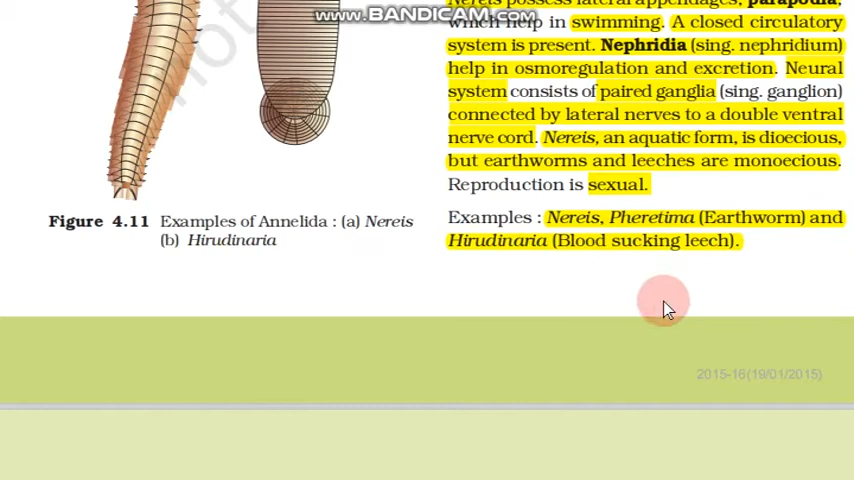 Nereis possess lateral appendages, parapodia,
www.BANDICAM.com
which help in swimming. A closed circulatory
system is present. Nephridia (sing. nephridium)
help in osmoregulation and excretion. Neural
system consists of paired ganglia (sing. ganglion)
connected by lateral nerves to a double ventral
nerve cord. Nereis, an aquatic form, is dioecious,
but earthworms and leeches are monoecious.
Reproduction is sexual.
Examples : Nereis, Pheretima (Earthworm) and
Hirudinaria (Blood sucking leech).
Figure 4.11 Examples of Annelida : (a) Nereis
(b) Hirudinaria
not
2015-16(19/01/2015)